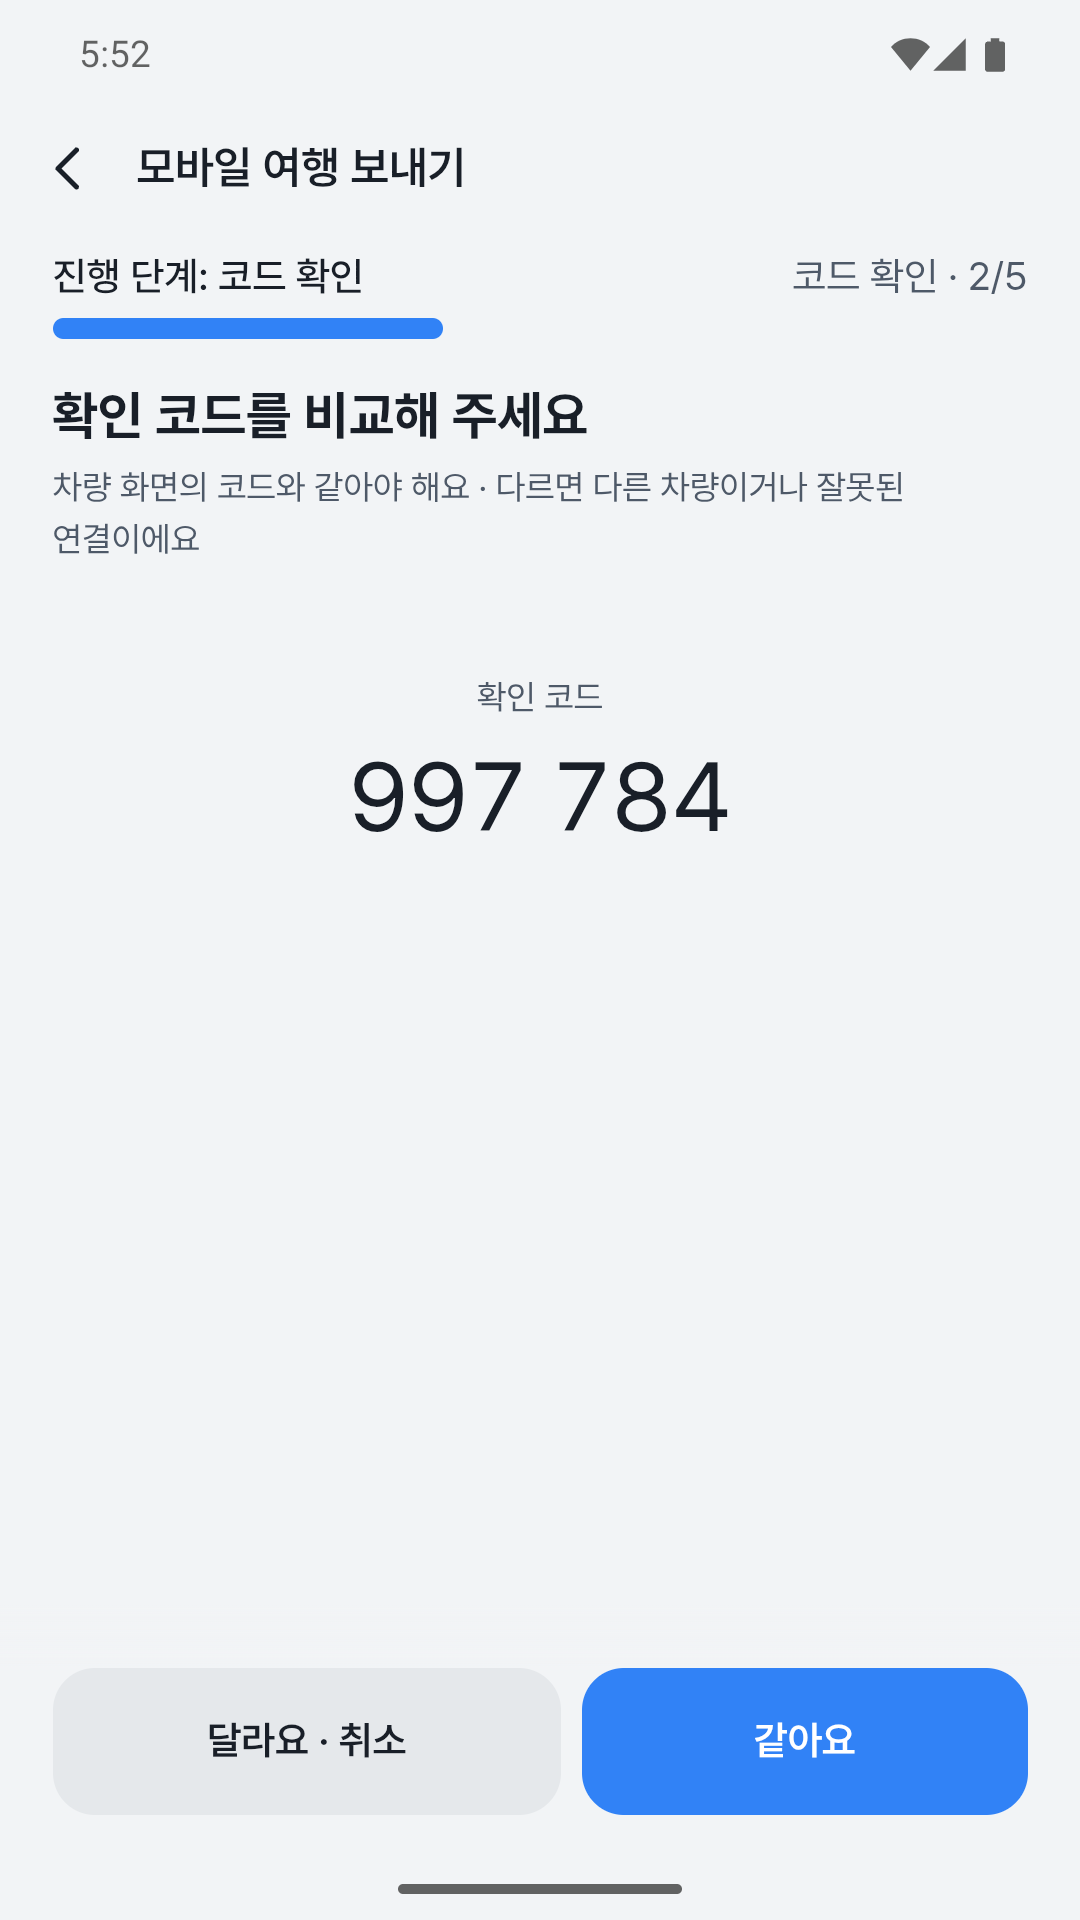 5:52
모바일 여행 보내기
진행 단계: 코드 확인
코드 확인 · 2/5
확인 코드를 비교해 주세요
차량 화면의 코드와 같아야 해요 · 다르면 다른 차량이거나 잘못된
연결이에요
확인 코드
997 784
달라요 · 취소
같아요